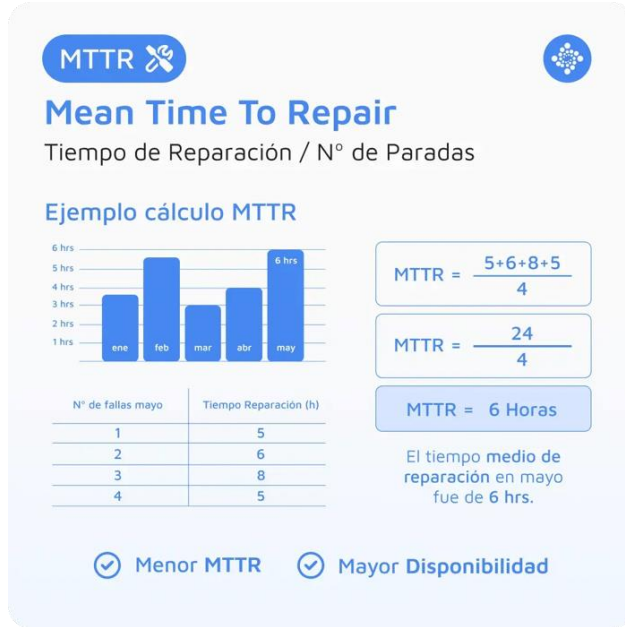 MTTR
Mean Time To Repair
Tiempo de Reparación / Nº de Paradas
Ejemplo cálculo MTTR
6 hrs
5 hrs
4 hrs
3 hrs
2 hrs
1 hrs
ene
feb
mar
abr
6 hrs
may
Nº de fallas mayo Tiempo Reparación (h)
1 5
2 6
3 8
4 5
MTTR = 5+6+8+5
4
MTTR = 24
4
MTTR = 6 Horas
El tiempo medio de
reparación en mayo
fue de 6 hrs.
Menor MTTR
Mayor Disponibilidad